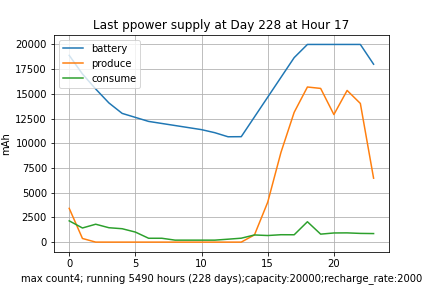 Last ppower supply at Day 228 at Hour 17
20000
17500
15000
12500
10000
7500
5000
2500
0
mAh
battery
produce
consume
0 5 10 15 20
max count4; running 5490 hours (228 days);capacity:20000;recharge_rate:2000